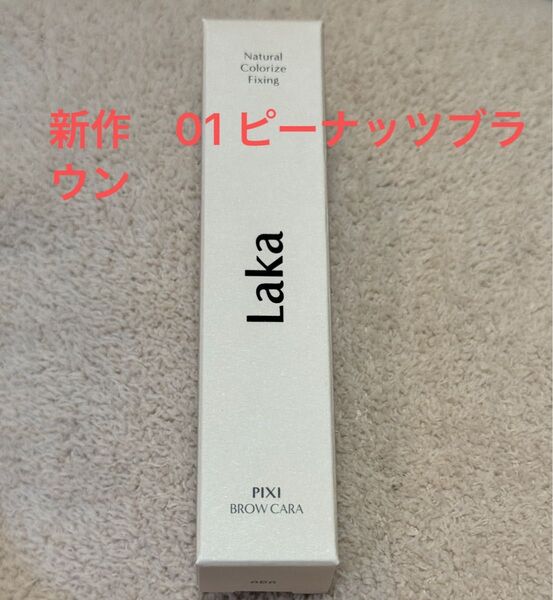 Natural
Colorize
Fixing
新作　01 ピーナッツブラ
ウン
Laka
PIXI
BROW CARA